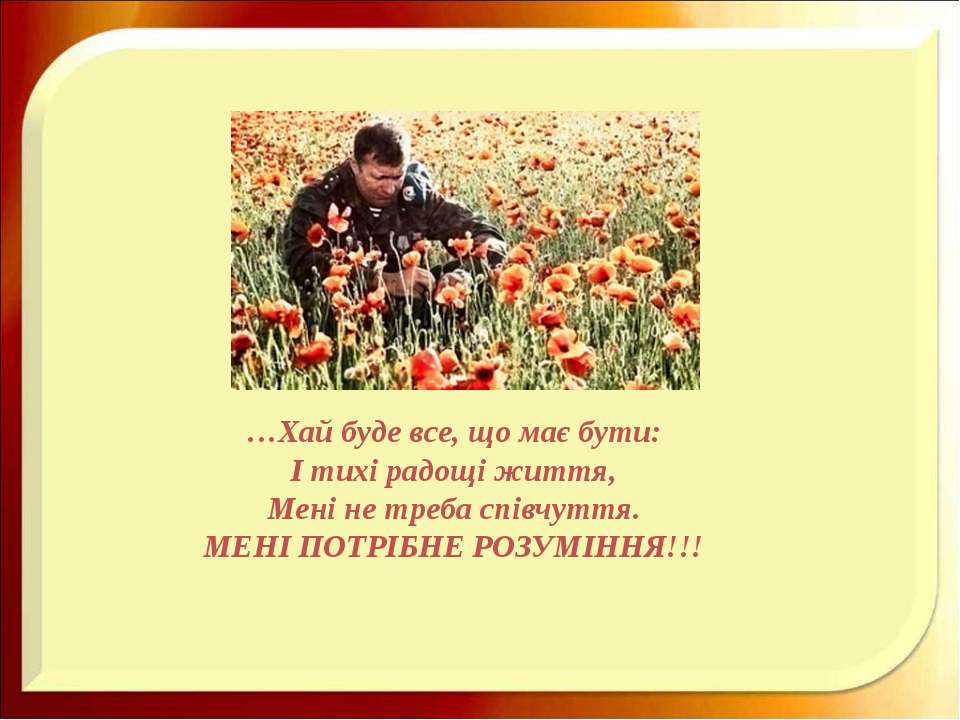 …Хай буде все, що має бути:
І тихі радощі життя,
Мені не треба співчуття.
МЕНІ ПОТРІБНЕ РОЗУМІННЯ!!!